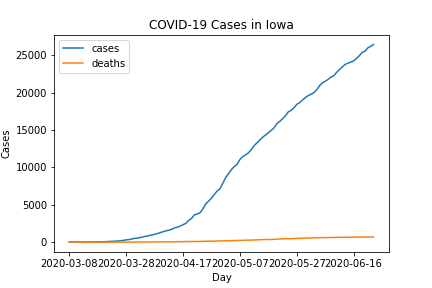 COVID-19 Cases in Iowa
cases
deaths
25000
20000
15000
10000
5000
0
Cases
2020-03-08 2020-03-28 2020-04-17 2020-05-07 2020-05-27 2020-06-16
Day